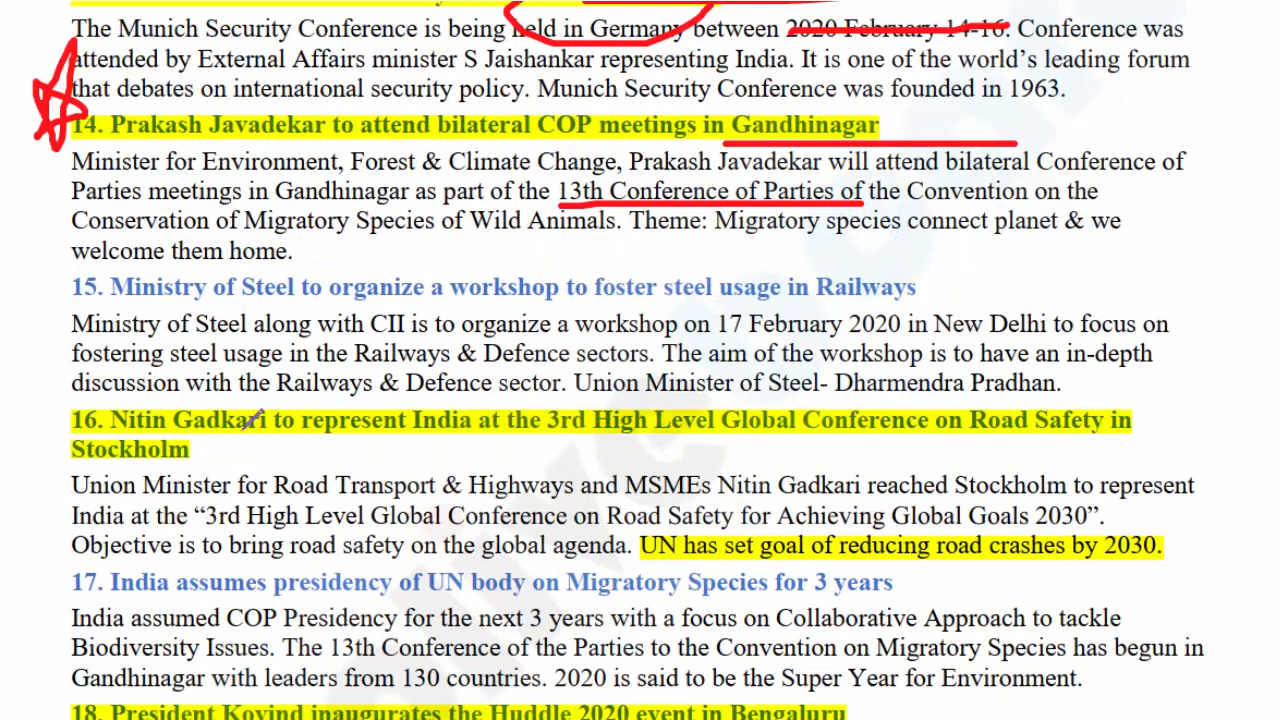 The Munich Security Conference is being held in Germany between 2020 February 14-16. Conference was
attended by External Affairs minister S Jaishankar representing India. It is one of the world’s leading forum
that debates on international security policy. Munich Security Conference was founded in 1963.
14. Prakash Javadekar to attend bilateral COP meetings in Gandhinagar
Minister for Environment, Forest & Climate Change, Prakash Javadekar will attend bilateral Conference of
Parties meetings in Gandhinagar as part of the 13th Conference of Parties of the Convention on the
Conservation of Migratory Species of Wild Animals. Theme: Migratory species connect planet & we
welcome them home.
15. Ministry of Steel to organize a workshop to foster steel usage in Railways
Ministry of Steel along with CII is to organize a workshop on 17 February 2020 in New Delhi to focus on
fostering steel usage in the Railways & Defence sectors. The aim of the workshop is to have an in-depth
discussion with the Railways & Defence sector. Union Minister of Steel- Dharmendra Pradhan.
16. Nitin Gadkari to represent India at the 3rd High Level Global Conference on Road Safety in
Stockholm
Union Minister for Road Transport & Highways and MSMEs Nitin Gadkari reached Stockholm to represent
India at the “3rd High Level Global Conference on Road Safety for Achieving Global Goals 2030”.
Objective is to bring road safety on the global agenda. UN has set goal of reducing road crashes by 2030.
17. India assumes presidency of UN body on Migratory Species for 3 years
India assumed COP Presidency for the next 3 years with a focus on Collaborative Approach to tackle
Biodiversity Issues. The 13th Conference of the Parties to the Convention on Migratory Species has begun in
Gandhinagar with leaders from 130 countries. 2020 is said to be the Super Year for Environment.
18. President Kovind inaugurates the Huddle 2020 event in Bengaluru